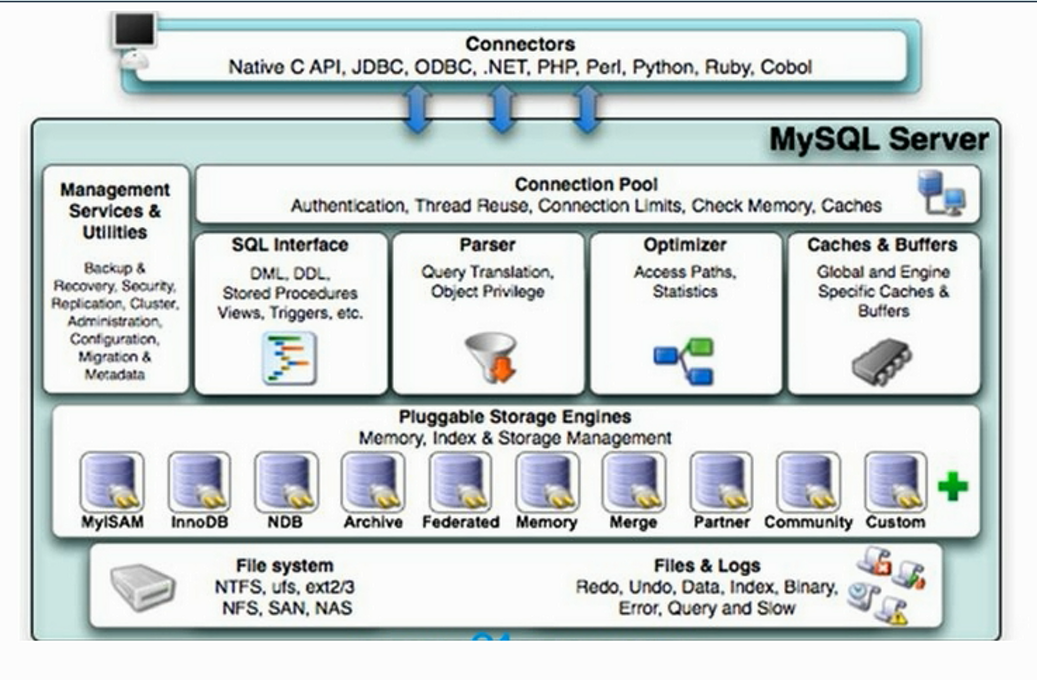 Connectors
Native C API, JDBC, ODBC, .NET, PHP, Perl, Python, Ruby, Cobol
MySQL Server
Management
Services &
Utilities
Backup &
Recovery, Security,
Replication, Cluster,
Administration,
Configuration,
Migration &
Metadata
Connection Pool
Authentication, Thread Reuse, Connection Limits, Check Memory, Caches
SQL Interface
DML, DDL,
Stored Procedures
Views, Triggers, etc.
Parser
Query Translation,
Object Privilege
Optimizer
Access Paths,
Statistics
Caches & Buffers
Global and Engine
Specific Caches &
Buffers
Pluggable Storage Engines
Memory, Index & Storage Management
MyISAM
InnoDB
NDB
Archive
Federated
Memory
Merge
Partner
Community
Custom
File system
NTFS, ufs, ext2/3
NFS, SAN, NAS
Files & Logs
Redo, Undo, Data, Index, Binary,
Error, Query and Slow